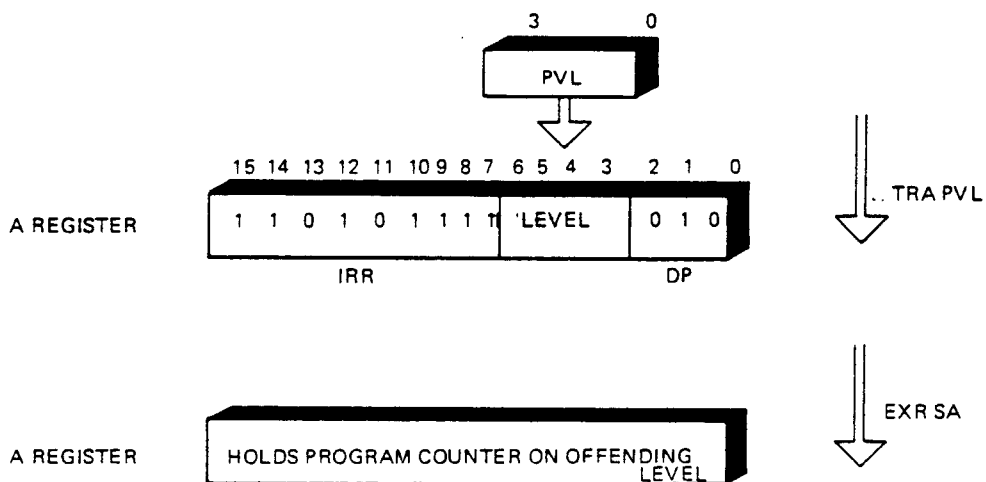 3 0
PVL
15 14 13 12 11 10 9 8 7 6 5 4 3 2 1 0
TRA PVL
A REGISTER
1 1 0 1 0 1 1 1 1 LEVEL 0 1 0
IRR DP
EXR SA
A REGISTER
HOLDS PROGRAM COUNTER ON OFFENDING
LEVEL